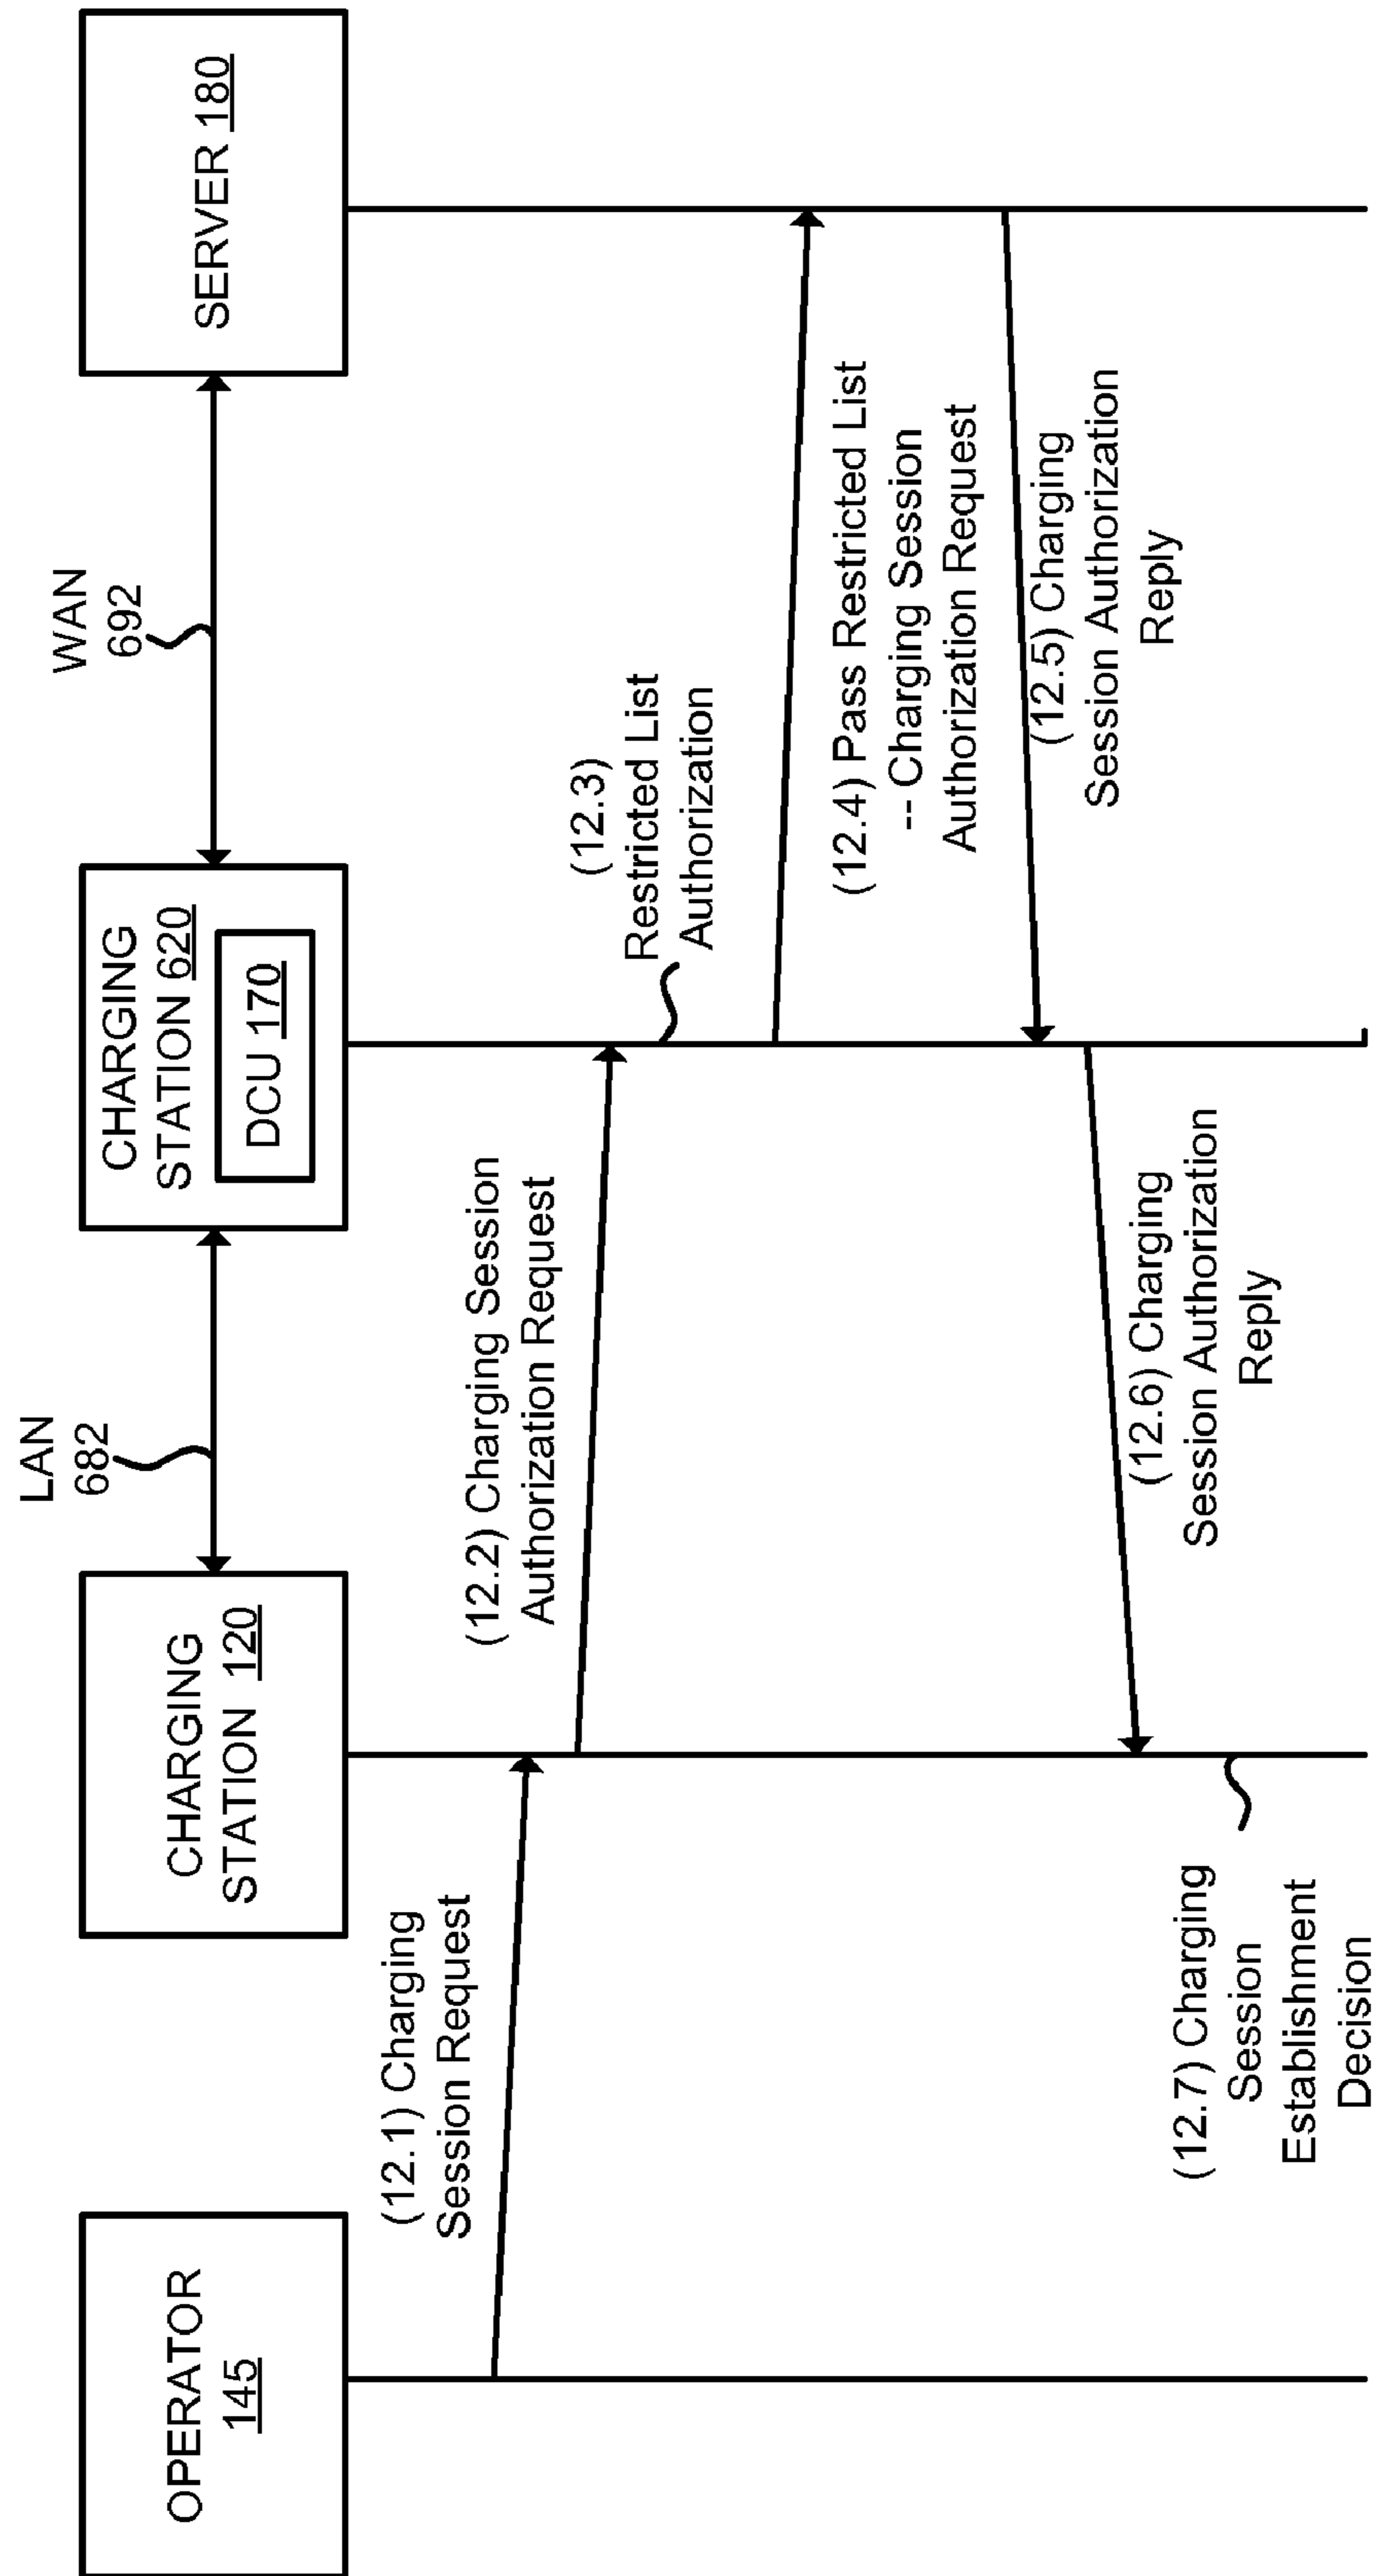 LAN
682
WAN
692
OPERATOR
145
CHARGING
STATION 120
CHARGING
STATION 620
DCU 170
SERVER 180
(12.1) Charging
Session Request
(12.2) Charging Session
Authorization Request
(12.3)
Restricted List
Authorization
(12.4) Pass Restricted List
-- Charging Session
Authorization Request
(12.5) Charging
Session Authorization
Reply
(12.6) Charging
Session Authorization
Reply
(12.7) Charging
Session
Establishment
Decision